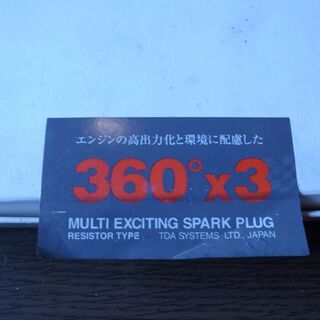 エンジンの高出力化と環境に配慮した
360°x3
MULTI EXCITING SPARK PLUG
RESISTOR TYPE. TOA SYSTEMS LTD., JAPAN